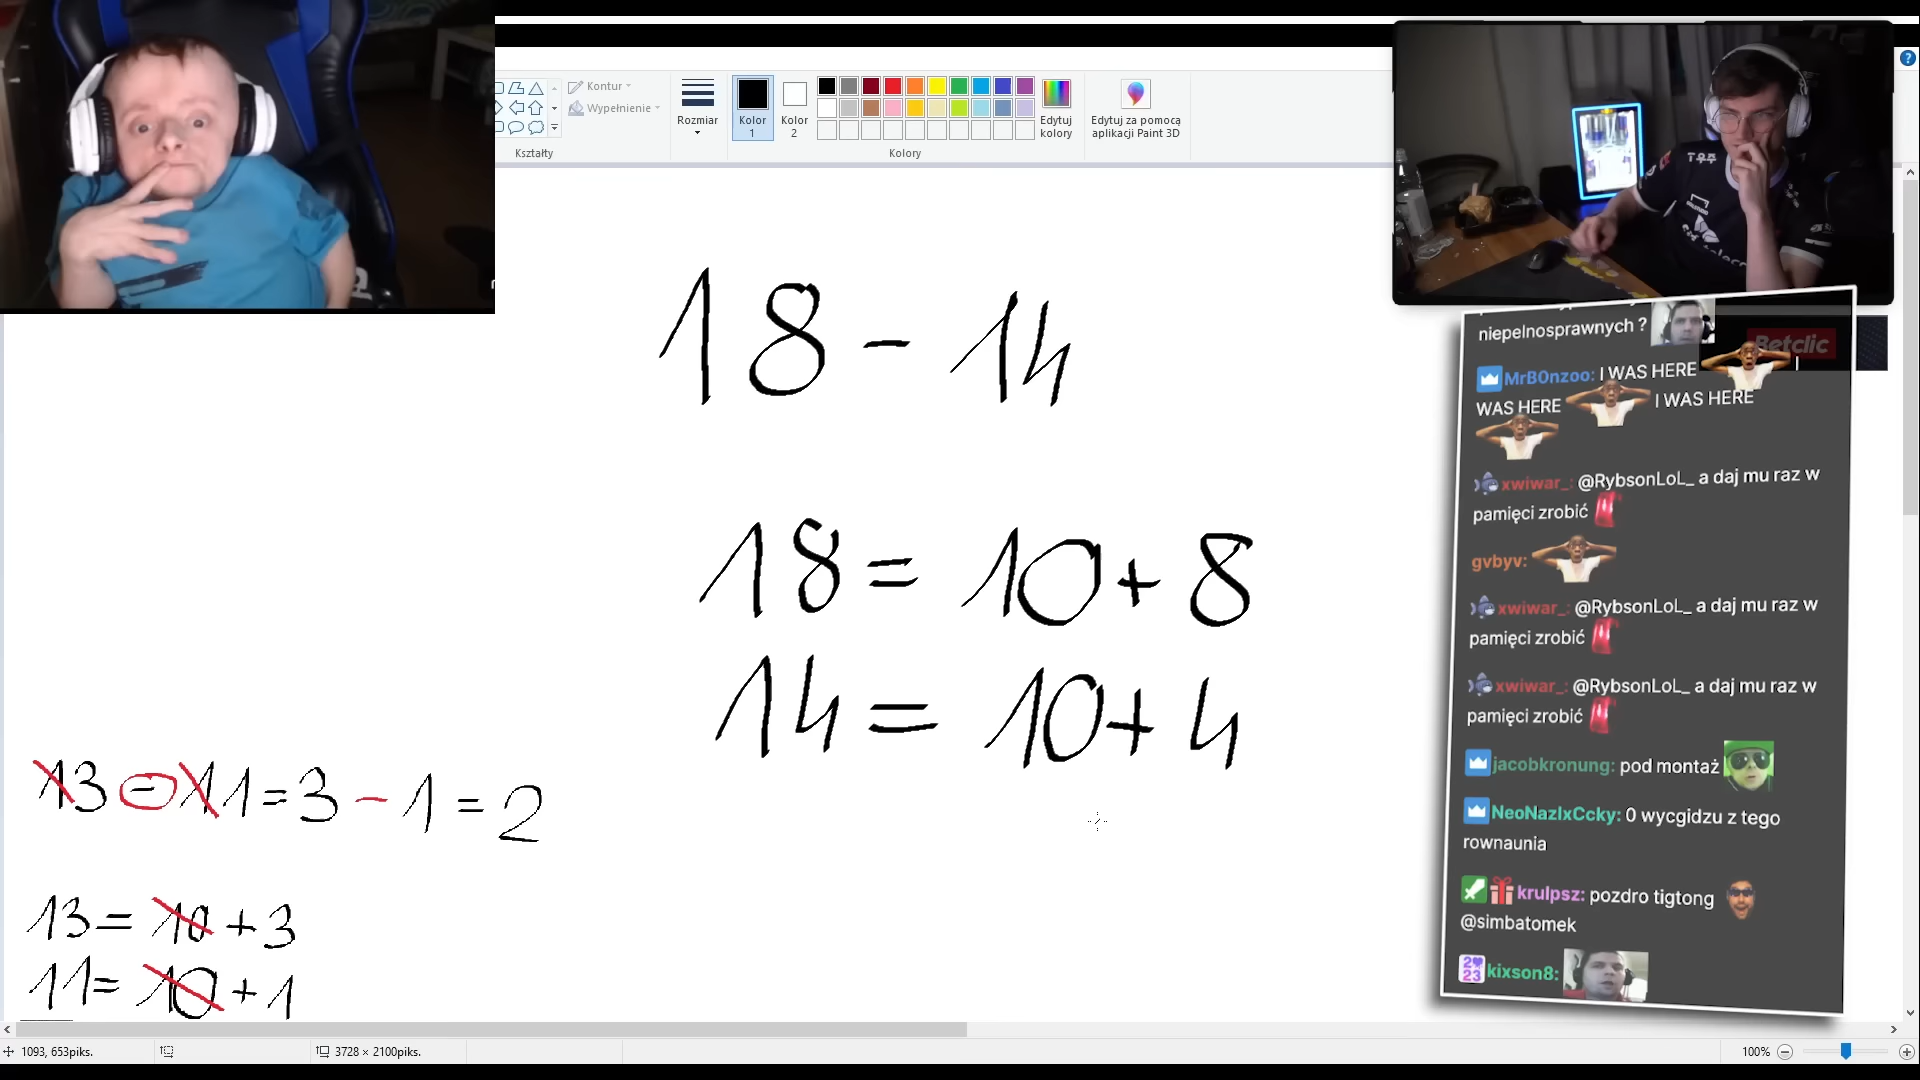 Kontur
Wypełnienie
Kształty
Rozmiar
Kolor 1
Kolor 2
Edytuj kolory
Kolory
Edytuj za pomocą aplikacji Paint 3D
18 - 14
18 = 10 + 8
14 = 10 + 4
13 - 11 = 3 - 1 = 2
13 = 10 + 3
11 = 10 + 1
Betclic
niepelnosprawnych ?
MrB0nzoo: I WAS HERE I
WAS HERE I WAS HERE
xwiwar_: @RybsonLoL_ a daj mu raz w
pamięci zrobić
gvbyv:
xwiwar_: @RybsonLoL_ a daj mu raz w
pamięci zrobić
xwiwar_: @RybsonLoL_ a daj mu raz w
pamięci zrobić
jacobkronung: pod montaż
NeoNazIxCcky: 0 wycgidzu z tego
rownaunia
krulpsz: pozdro tigtong
@simbatomek
kixson8:
1093, 653piks.
3728 × 2100piks.
100%